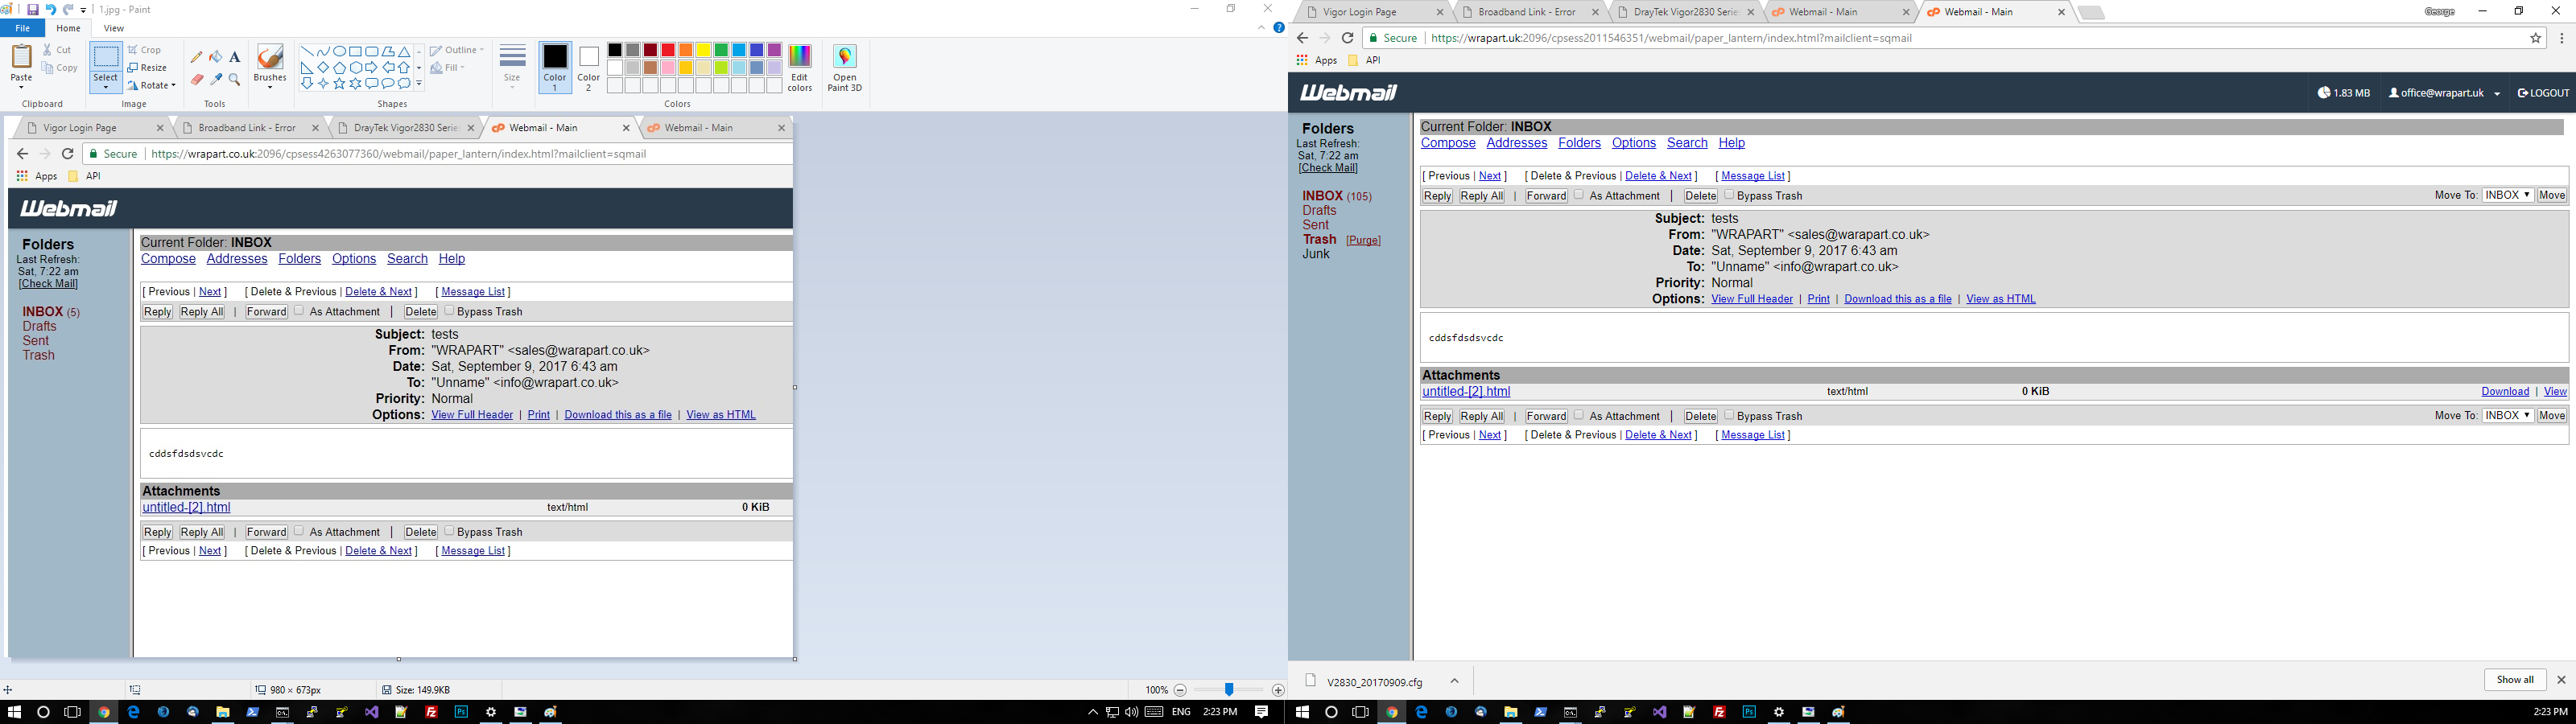 1.jpg - Paint
File Home View
Paste Cut Copy Clipboard
Select Crop Resize Rotate Image
Tools
Brushes
Outline Fill Shapes
Size
Color 1 Color 2 Edit colors Colors
Open Paint 3D
Vigor Login Page Broadband Link - Error DrayTek Vigor2830 Serie Webmail - Main Webmail - Main
Secure https://wrapart.co.uk:2096/cpsess4263077360/webmail/paper_lantern/index.html?mailclient=sqmail
Apps API
Webmail
Folders
Last Refresh:
Sat, 7:22 am
[Check Mail]
INBOX (5)
Drafts
Sent
Trash
Current Folder: INBOX
Compose Addresses Folders Options Search Help
[ Previous | Next ] [ Delete & Previous | Delete & Next ] [ Message List ]
Reply Reply All | Forward As Attachment | Delete Bypass Trash
Subject: tests
From: "WRAPART" <sales@warapart.co.uk>
Date: Sat, September 9, 2017 6:43 am
To: "Unname" <info@wrapart.co.uk>
Priority: Normal
Options: View Full Header | Print | Download this as a file | View as HTML
cddsfdsdsvcdc
Attachments
untitled-[2].html text/html 0 KiB
Reply Reply All | Forward As Attachment | Delete Bypass Trash
[ Previous | Next ] [ Delete & Previous | Delete & Next ] [ Message List ]
980 × 673px Size: 149.9KB 100%
ENG 2:23 PM
Vigor Login Page Broadband Link - Error DrayTek Vigor2830 Serie Webmail - Main Webmail - Main George
Secure https://wrapart.uk:2096/cpsess2011546351/webmail/paper_lantern/index.html?mailclient=sqmail
Apps API
Webmail 1.83 MB office@wrapart.uk LOGOUT
Folders
Last Refresh:
Sat, 7:22 am
[Check Mail]
INBOX (105)
Drafts
Sent
Trash [Purge]
Junk
Current Folder: INBOX
Compose Addresses Folders Options Search Help
[ Previous | Next ] [ Delete & Previous | Delete & Next ] [ Message List ]
Reply Reply All | Forward As Attachment | Delete Bypass Trash Move To: INBOX Move
Subject: tests
From: "WRAPART" <sales@warapart.co.uk>
Date: Sat, September 9, 2017 6:43 am
To: "Unname" <info@wrapart.co.uk>
Priority: Normal
Options: View Full Header | Print | Download this as a file | View as HTML
cddsfdsdsvcdc
Attachments
untitled-[2].html text/html 0 KiB Download | View
Reply Reply All | Forward As Attachment | Delete Bypass Trash Move To: INBOX Move
[ Previous | Next ] [ Delete & Previous | Delete & Next ] [ Message List ]
V2830_20170909.cfg Show all
2:23 PM